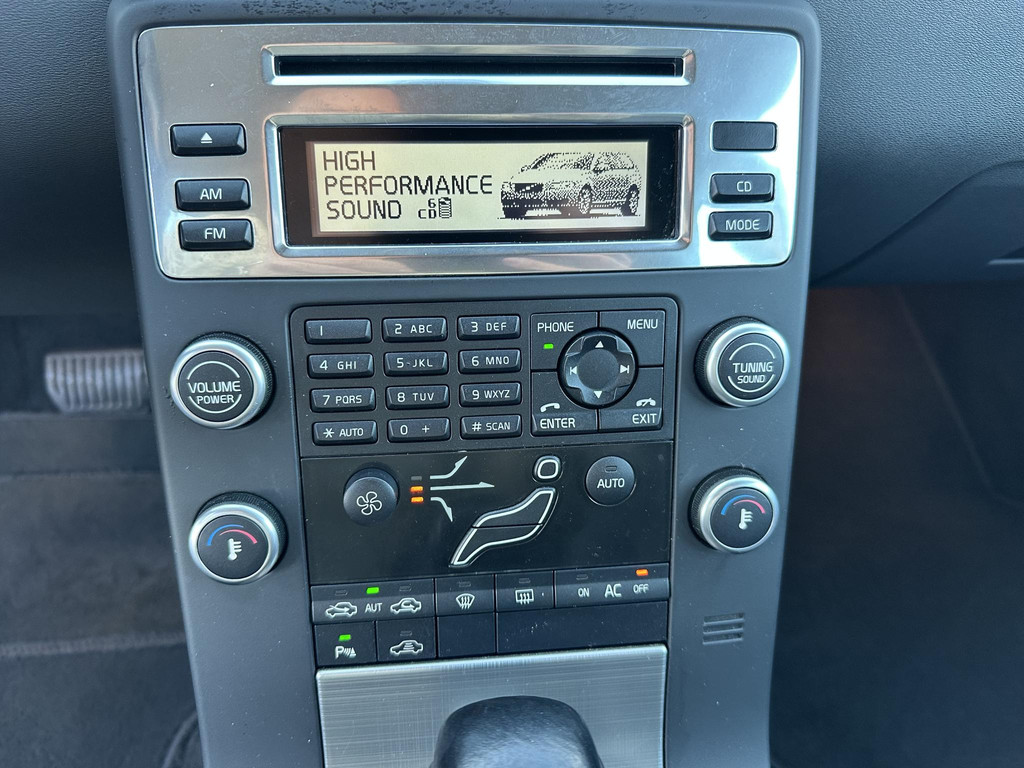 HIGH
PERFORMANCE
SOUND 6
CD
AM
FM
CD
MODE
1 2 ABC 3 DEF
4 GHI 5-JKL 6 MNO
7 PQRS 8 TUV 9 WXYZ
* AUTO 0 + # SCAN
PHONE MENU
ENTER EXIT
VOLUME
POWER
TUNING
SOUND
AUTO
AUT
ON AC OFF
P